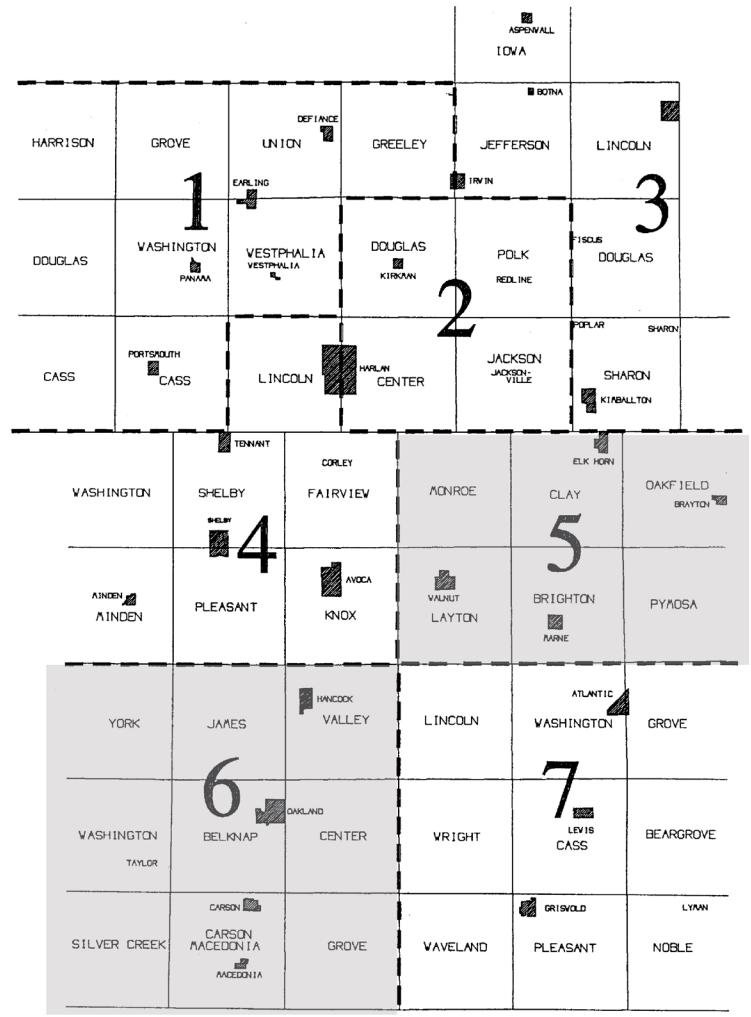 ASPENWALL
IOWA
BOTNA
DEFIANCE
HARRISON
GROVE
UNION
GREELEY
JEFFERSON
LINCOLN
EARLING
IRVIN
1
3
DOUGLAS
WASHINGTON
PANAMA
WESTPHALIA
WESTPHALIA
DOUGLAS
KIRKMAN
POLK
REDLINE
FISCUS
DOUGLAS
2
POPLAR
SHARON
PORTSMOUTH
CASS
CASS
LINCOLN
HARLAN
CENTER
JACKSON
JACKSON-
VILLE
SHARON
KIMBALLTON
TENNANT
CORLEY
ELK HORN
WASHINGTON
SHELBY
FAIRVIEW
MONROE
CLAY
OAKFIELD
BRAYTON
SHELBY
4
5
MINDEN
MINDEN
PLEASANT
AVOCA
KNOX
WALNUT
LAYTON
BRIGHTON
MARNE
PYMOSA
HANCOCK
ATLANTIC
YORK
JAMES
VALLEY
LINCOLN
WASHINGTON
GROVE
6
7
OAKLAND
LEWIS
WASHINGTON
TAYLOR
BELKNAP
CENTER
WRIGHT
CASS
BEARGROVE
CARSON
GRISWOLD
LYMAN
SILVER CREEK
CARSON
MACEDONIA
MACEDONIA
GROVE
WAVELAND
PLEASANT
NOBLE